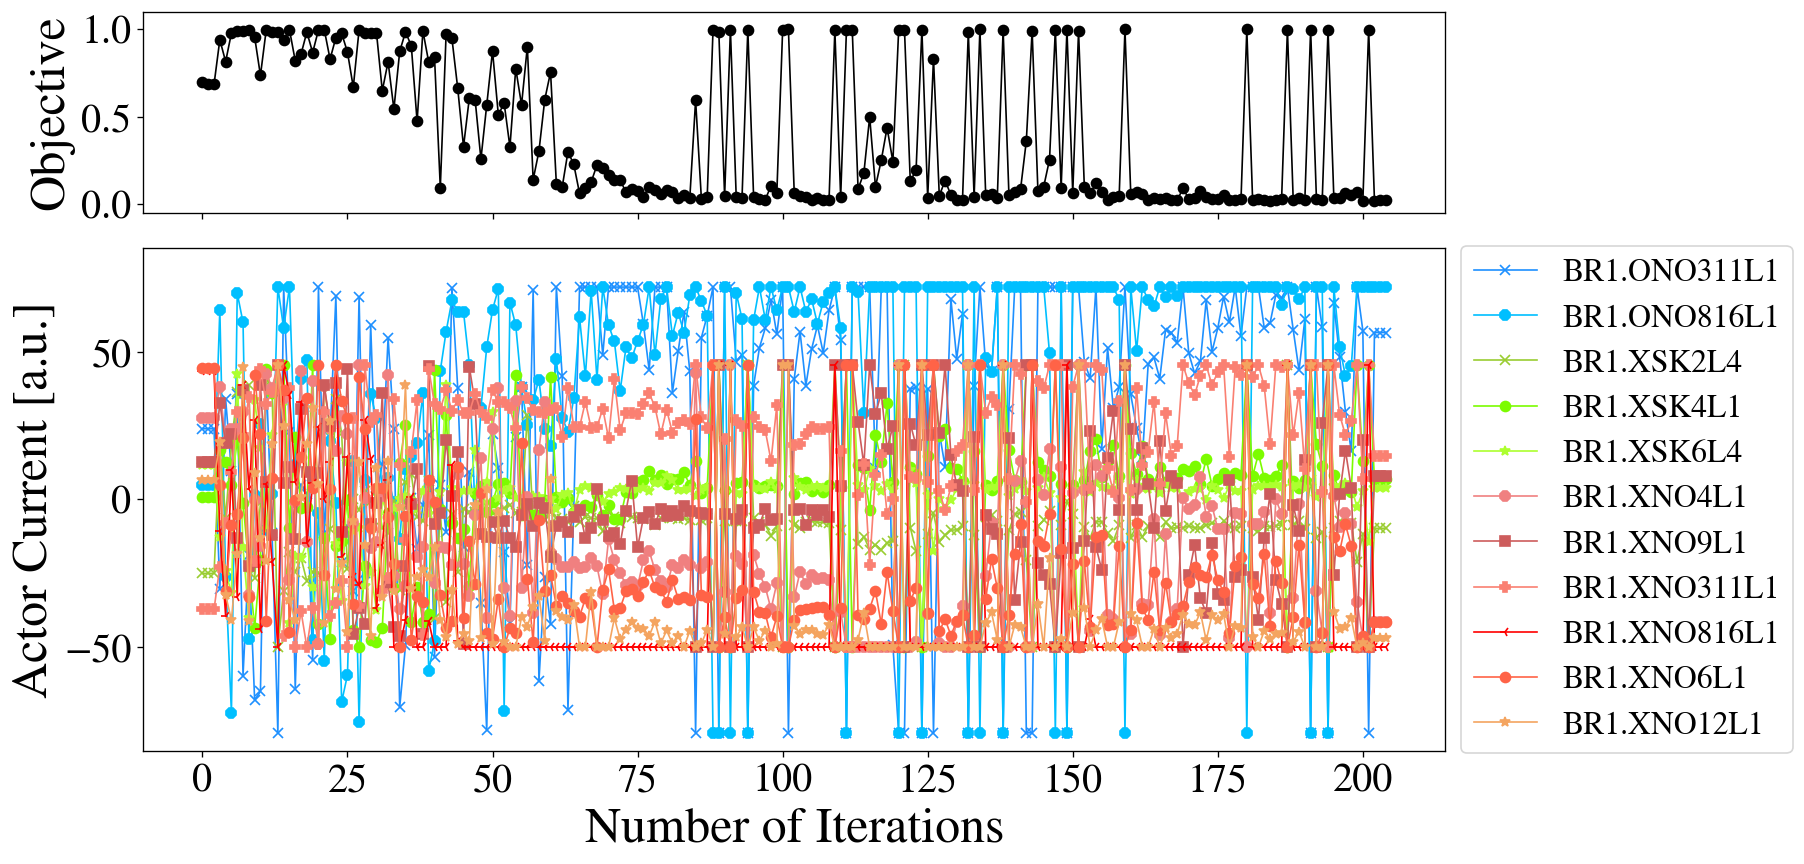 Objective
1.0
0.5
0.0
Actor Current [a.u.]
50
0
−50
0 25 50 75 100 125 150 175 200
Number of Iterations
BR1.ONO311L1
BR1.ONO816L1
BR1.XSK2L4
BR1.XSK4L1
BR1.XSK6L4
BR1.XNO4L1
BR1.XNO9L1
BR1.XNO311L1
BR1.XNO816L1
BR1.XNO6L1
BR1.XNO12L1